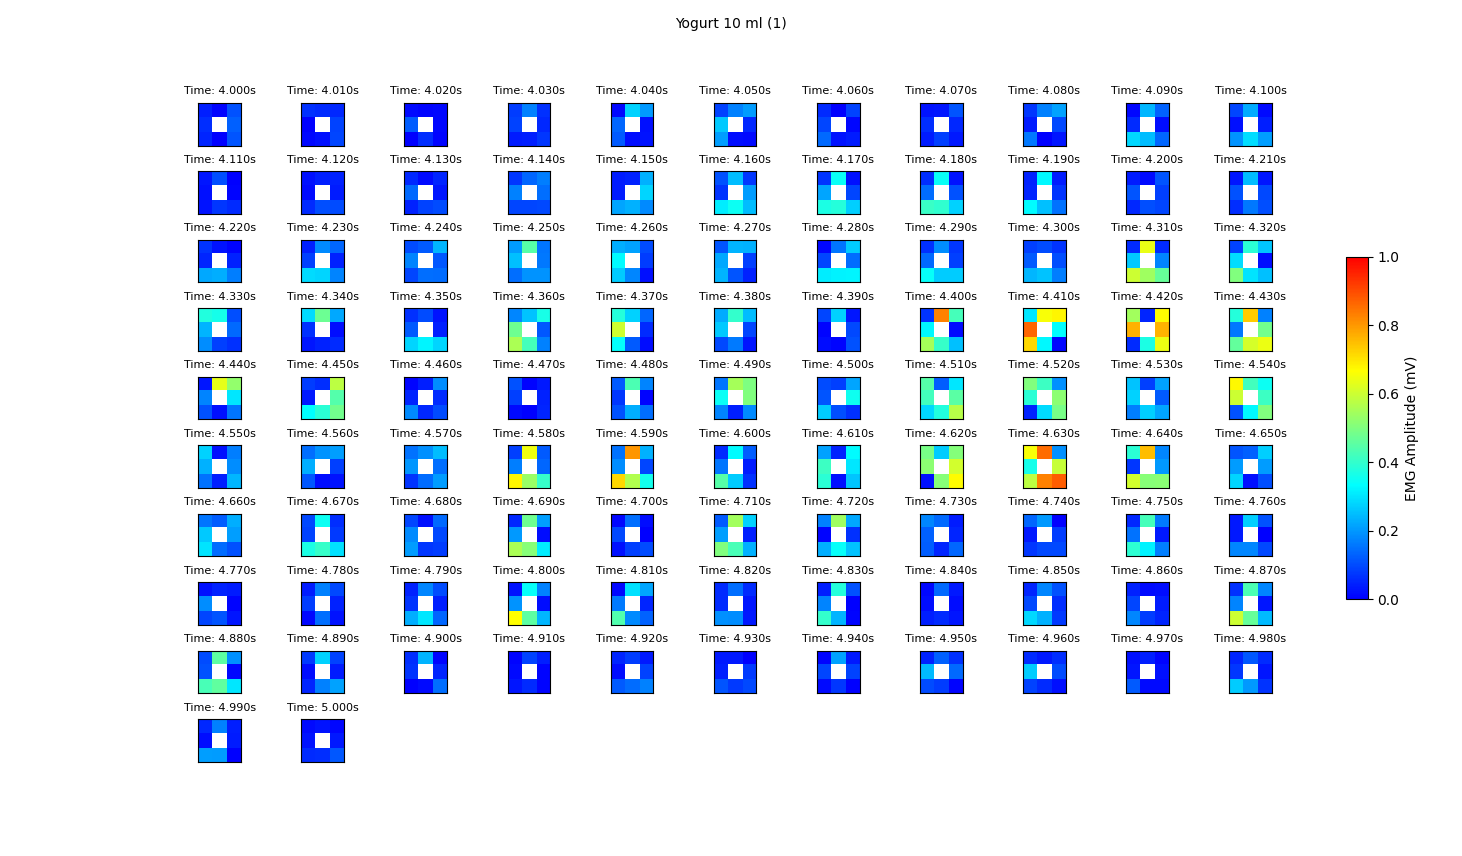 Yogurt 10 ml (1)
Time: 4.000s Time: 4.010s Time: 4.020s Time: 4.030s Time: 4.040s Time: 4.050s Time: 4.060s Time: 4.070s Time: 4.080s Time: 4.090s Time: 4.100s
Time: 4.110s Time: 4.120s Time: 4.130s Time: 4.140s Time: 4.150s Time: 4.160s Time: 4.170s Time: 4.180s Time: 4.190s Time: 4.200s Time: 4.210s
Time: 4.220s Time: 4.230s Time: 4.240s Time: 4.250s Time: 4.260s Time: 4.270s Time: 4.280s Time: 4.290s Time: 4.300s Time: 4.310s Time: 4.320s
Time: 4.330s Time: 4.340s Time: 4.350s Time: 4.360s Time: 4.370s Time: 4.380s Time: 4.390s Time: 4.400s Time: 4.410s Time: 4.420s Time: 4.430s
Time: 4.440s Time: 4.450s Time: 4.460s Time: 4.470s Time: 4.480s Time: 4.490s Time: 4.500s Time: 4.510s Time: 4.520s Time: 4.530s Time: 4.540s
Time: 4.550s Time: 4.560s Time: 4.570s Time: 4.580s Time: 4.590s Time: 4.600s Time: 4.610s Time: 4.620s Time: 4.630s Time: 4.640s Time: 4.650s
Time: 4.660s Time: 4.670s Time: 4.680s Time: 4.690s Time: 4.700s Time: 4.710s Time: 4.720s Time: 4.730s Time: 4.740s Time: 4.750s Time: 4.760s
Time: 4.770s Time: 4.780s Time: 4.790s Time: 4.800s Time: 4.810s Time: 4.820s Time: 4.830s Time: 4.840s Time: 4.850s Time: 4.860s Time: 4.870s
Time: 4.880s Time: 4.890s Time: 4.900s Time: 4.910s Time: 4.920s Time: 4.930s Time: 4.940s Time: 4.950s Time: 4.960s Time: 4.970s Time: 4.980s
Time: 4.990s Time: 5.000s
1.0
0.8
0.6
0.4
0.2
0.0
EMG Amplitude (mV)